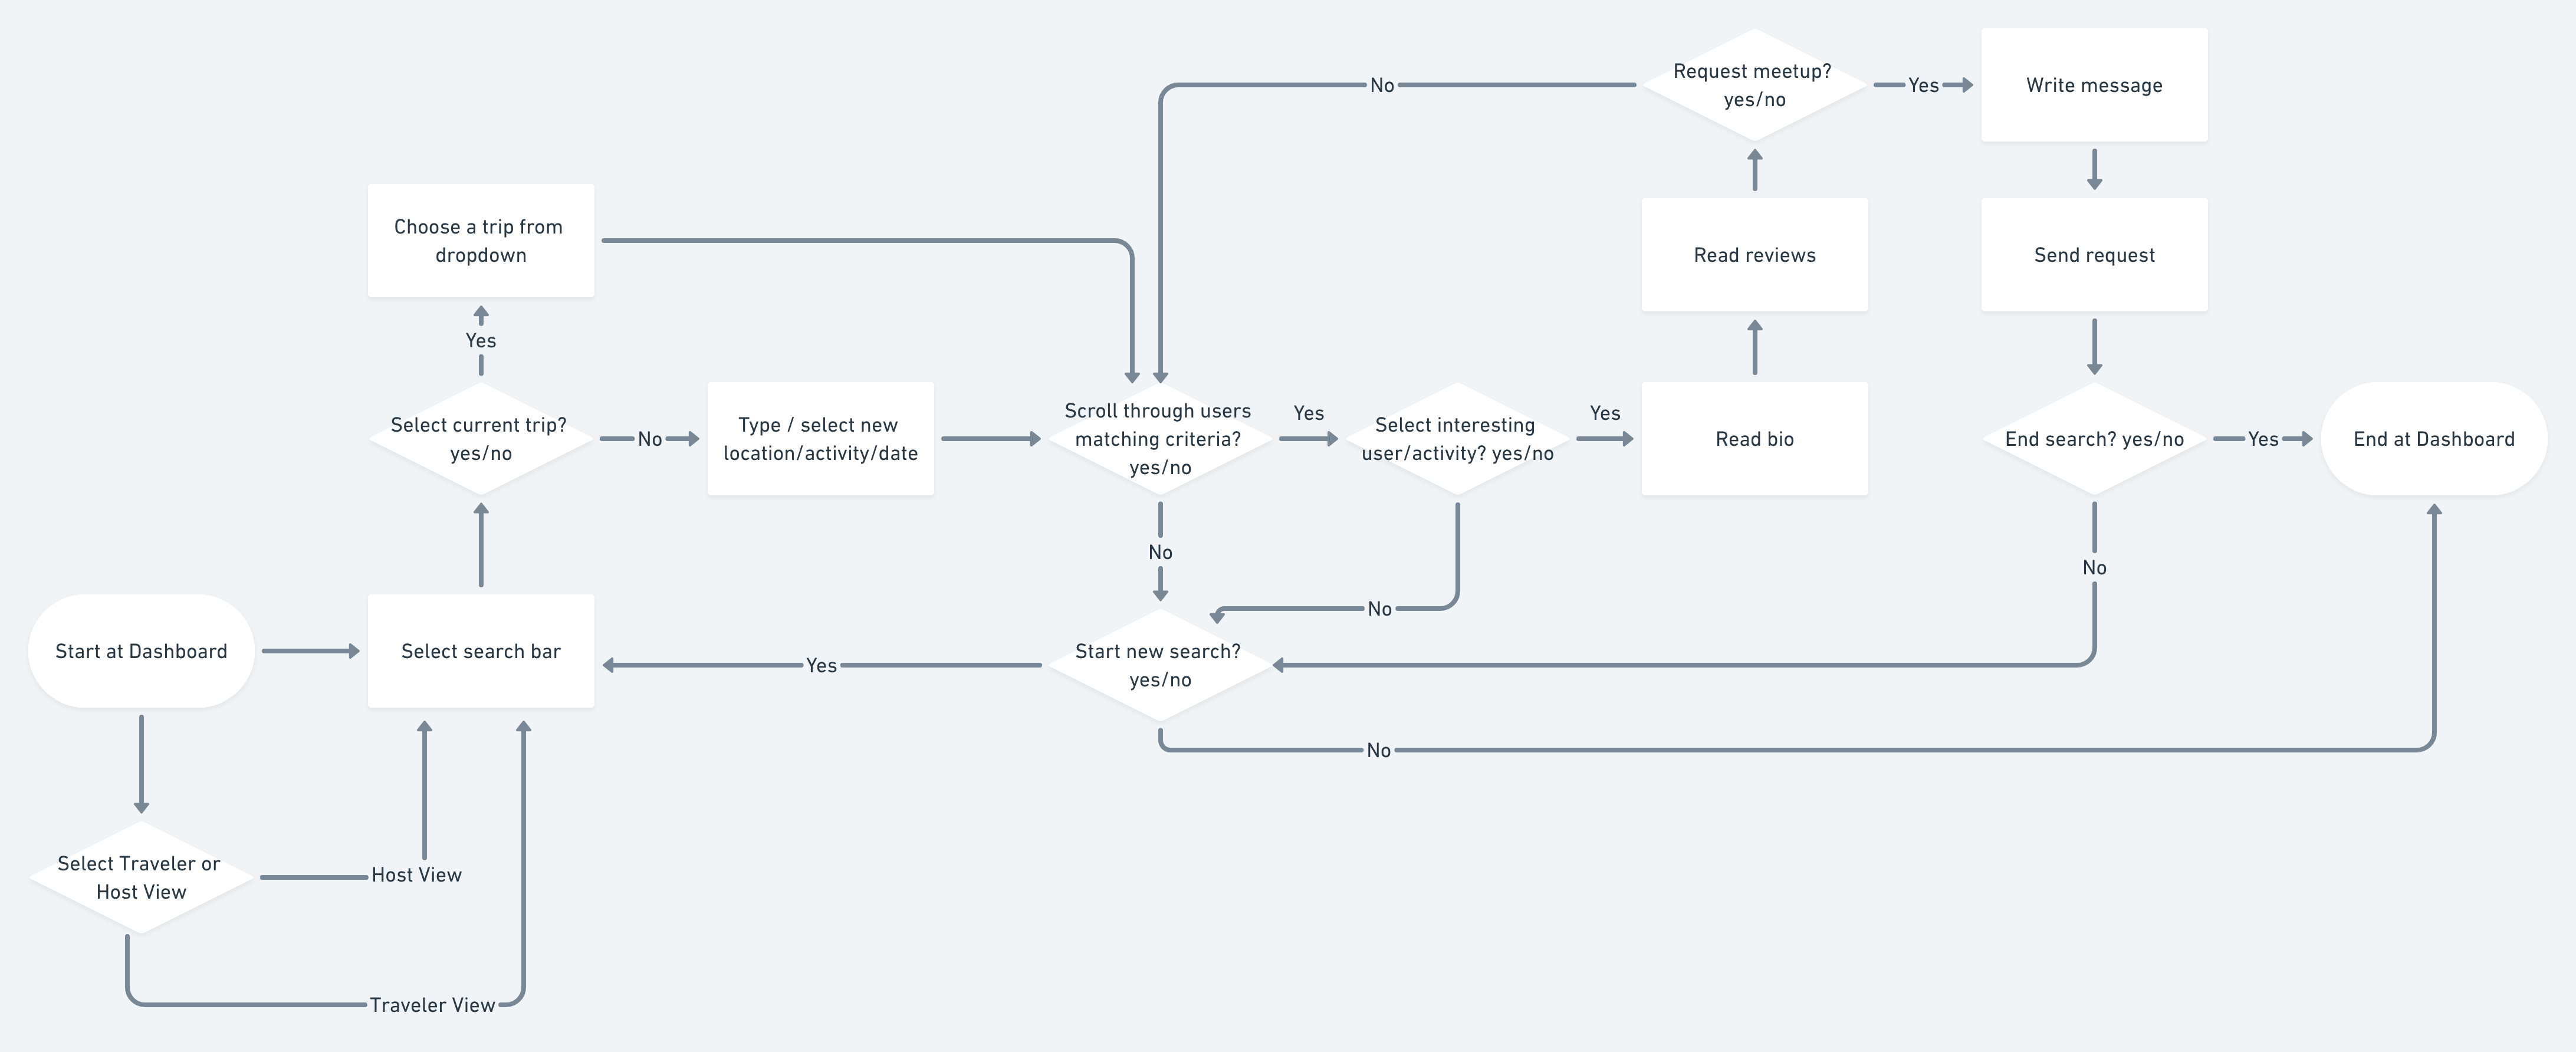 Request meetup?
yes/no
No
Yes
Write message
Choose a trip from
dropdown
Read reviews
Send request
Yes
Select current trip?
yes/no
No
Type / select new
location/activity/date
Scroll through users
matching criteria?
yes/no
Yes
Select interesting
user/activity? yes/no
Yes
Read bio
End search? yes/no
Yes
End at Dashboard
No
No
No
Start at Dashboard
Select search bar
Yes
Start new search?
yes/no
No
Select Traveler or
Host View
Host View
Traveler View